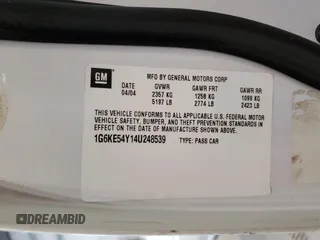 GM
MFD BY GENERAL MOTORS CORP
DATE GVWR GAWR FRT GAWR RR
04/04 2357 KG 1258 KG 1099 KG
5197 LB 2774 LB 2423 LB
THIS VEHICLE CONFORMS TO ALL APPLICABLE U.S. FEDERAL MOTOR
VEHICLE SAFETY, BUMPER, AND THEFT PREVENTION STANDARDS IN EFFECT ON THE
DATE OF MANUFACTURE SHOWN ABOVE.
1G6KE54Y14U248539 TYPE: PASS CAR
DREAMBID